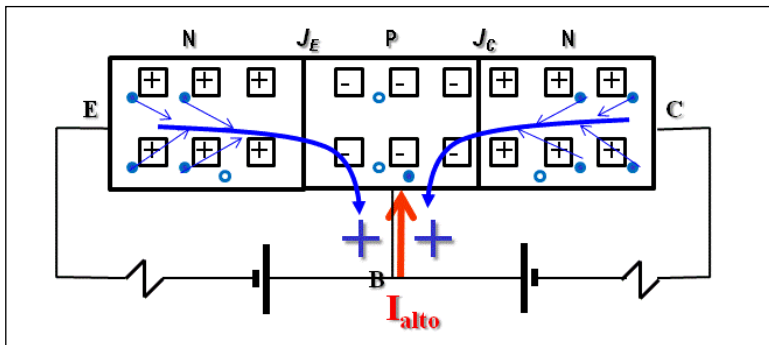 N J_E P J_C N
+ + + - - - + + +
E C
+ + + - - - + + +
+ +
B
I_alto